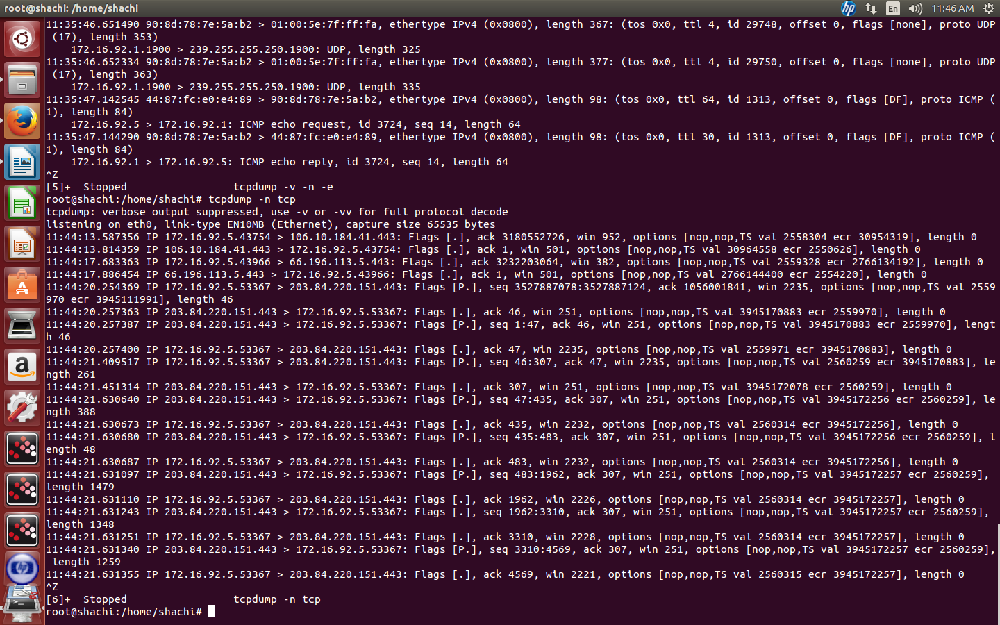 root@shachi: /home/shachi
En
11:46 AM
11:35:46.651490 90:8d:78:7e:5a:b2 > 01:00:5e:7f:ff:fa, ethertype IPv4 (0x0800), length 367: (tos 0x0, ttl 4, id 29748, offset 0, flags [none], proto UDP
 (17), length 353)
    172.16.92.1.1900 > 239.255.255.250.1900: UDP, length 325
11:35:46.652334 90:8d:78:7e:5a:b2 > 01:00:5e:7f:ff:fa, ethertype IPv4 (0x0800), length 377: (tos 0x0, ttl 4, id 29750, offset 0, flags [none], proto UDP
 (17), length 363)
    172.16.92.1.1900 > 239.255.255.250.1900: UDP, length 335
11:35:47.142545 44:87:fc:e0:e4:89 > 90:8d:78:7e:5a:b2, ethertype IPv4 (0x0800), length 98: (tos 0x0, ttl 64, id 1313, offset 0, flags [DF], proto ICMP (
1), length 84)
    172.16.92.5 > 172.16.92.1: ICMP echo request, id 3724, seq 14, length 64
11:35:47.144290 90:8d:78:7e:5a:b2 > 44:87:fc:e0:e4:89, ethertype IPv4 (0x0800), length 98: (tos 0x0, ttl 30, id 1313, offset 0, flags [DF], proto ICMP (
1), length 84)
    172.16.92.1 > 172.16.92.5: ICMP echo reply, id 3724, seq 14, length 64
^Z
[5]+  Stopped                 tcpdump -v -n -e
root@shachi:/home/shachi# tcpdump -n tcp
tcpdump: verbose output suppressed, use -v or -vv for full protocol decode
listening on eth0, link-type EN10MB (Ethernet), capture size 65535 bytes
11:44:13.587356 IP 172.16.92.5.43754 > 106.10.184.41.443: Flags [.], ack 3180552726, win 952, options [nop,nop,TS val 2558304 ecr 30954319], length 0
11:44:13.814359 IP 106.10.184.41.443 > 172.16.92.5.43754: Flags [.], ack 1, win 501, options [nop,nop,TS val 30964558 ecr 2550626], length 0
11:44:17.683363 IP 172.16.92.5.43966 > 66.196.113.5.443: Flags [.], ack 3232203064, win 382, options [nop,nop,TS val 2559328 ecr 2766134192], length 0
11:44:17.886454 IP 66.196.113.5.443 > 172.16.92.5.43966: Flags [.], ack 1, win 501, options [nop,nop,TS val 2766144400 ecr 2554220], length 0
11:44:20.254369 IP 172.16.92.5.53367 > 203.84.220.151.443: Flags [P.], seq 3527887078:3527887124, ack 1056001841, win 2235, options [nop,nop,TS val 2559
970 ecr 3945111991], length 46
11:44:20.257363 IP 203.84.220.151.443 > 172.16.92.5.53367: Flags [.], ack 46, win 251, options [nop,nop,TS val 3945170883 ecr 2559970], length 0
11:44:20.257387 IP 203.84.220.151.443 > 172.16.92.5.53367: Flags [P.], seq 1:47, ack 46, win 251, options [nop,nop,TS val 3945170883 ecr 2559970], lengt
h 46
11:44:20.257400 IP 172.16.92.5.53367 > 203.84.220.151.443: Flags [.], ack 47, win 2235, options [nop,nop,TS val 2559971 ecr 3945170883], length 0
11:44:21.409517 IP 172.16.92.5.53367 > 203.84.220.151.443: Flags [P.], seq 46:307, ack 47, win 2235, options [nop,nop,TS val 2560259 ecr 3945170883], le
ngth 261
11:44:21.451314 IP 203.84.220.151.443 > 172.16.92.5.53367: Flags [.], ack 307, win 251, options [nop,nop,TS val 3945172078 ecr 2560259], length 0
11:44:21.630640 IP 203.84.220.151.443 > 172.16.92.5.53367: Flags [P.], seq 47:435, ack 307, win 251, options [nop,nop,TS val 3945172256 ecr 2560259], le
ngth 388
11:44:21.630673 IP 172.16.92.5.53367 > 203.84.220.151.443: Flags [.], ack 435, win 2232, options [nop,nop,TS val 2560314 ecr 3945172256], length 0
11:44:21.630680 IP 203.84.220.151.443 > 172.16.92.5.53367: Flags [P.], seq 435:483, ack 307, win 251, options [nop,nop,TS val 3945172256 ecr 2560259], l
ength 48
11:44:21.630687 IP 172.16.92.5.53367 > 203.84.220.151.443: Flags [.], ack 483, win 2232, options [nop,nop,TS val 2560314 ecr 3945172256], length 0
11:44:21.631097 IP 203.84.220.151.443 > 172.16.92.5.53367: Flags [P.], seq 483:1962, ack 307, win 251, options [nop,nop,TS val 3945172257 ecr 2560259],
length 1479
11:44:21.631110 IP 172.16.92.5.53367 > 203.84.220.151.443: Flags [.], ack 1962, win 2226, options [nop,nop,TS val 2560314 ecr 3945172257], length 0
11:44:21.631243 IP 203.84.220.151.443 > 172.16.92.5.53367: Flags [.], seq 1962:3310, ack 307, win 251, options [nop,nop,TS val 3945172257 ecr 2560259],
length 1348
11:44:21.631251 IP 172.16.92.5.53367 > 203.84.220.151.443: Flags [.], ack 3310, win 2228, options [nop,nop,TS val 2560314 ecr 3945172257], length 0
11:44:21.631340 IP 203.84.220.151.443 > 172.16.92.5.53367: Flags [P.], seq 3310:4569, ack 307, win 251, options [nop,nop,TS val 3945172257 ecr 2560259],
 length 1259
11:44:21.631355 IP 172.16.92.5.53367 > 203.84.220.151.443: Flags [.], ack 4569, win 2221, options [nop,nop,TS val 2560315 ecr 3945172257], length 0
^Z
[6]+  Stopped                 tcpdump -n tcp
root@shachi:/home/shachi#